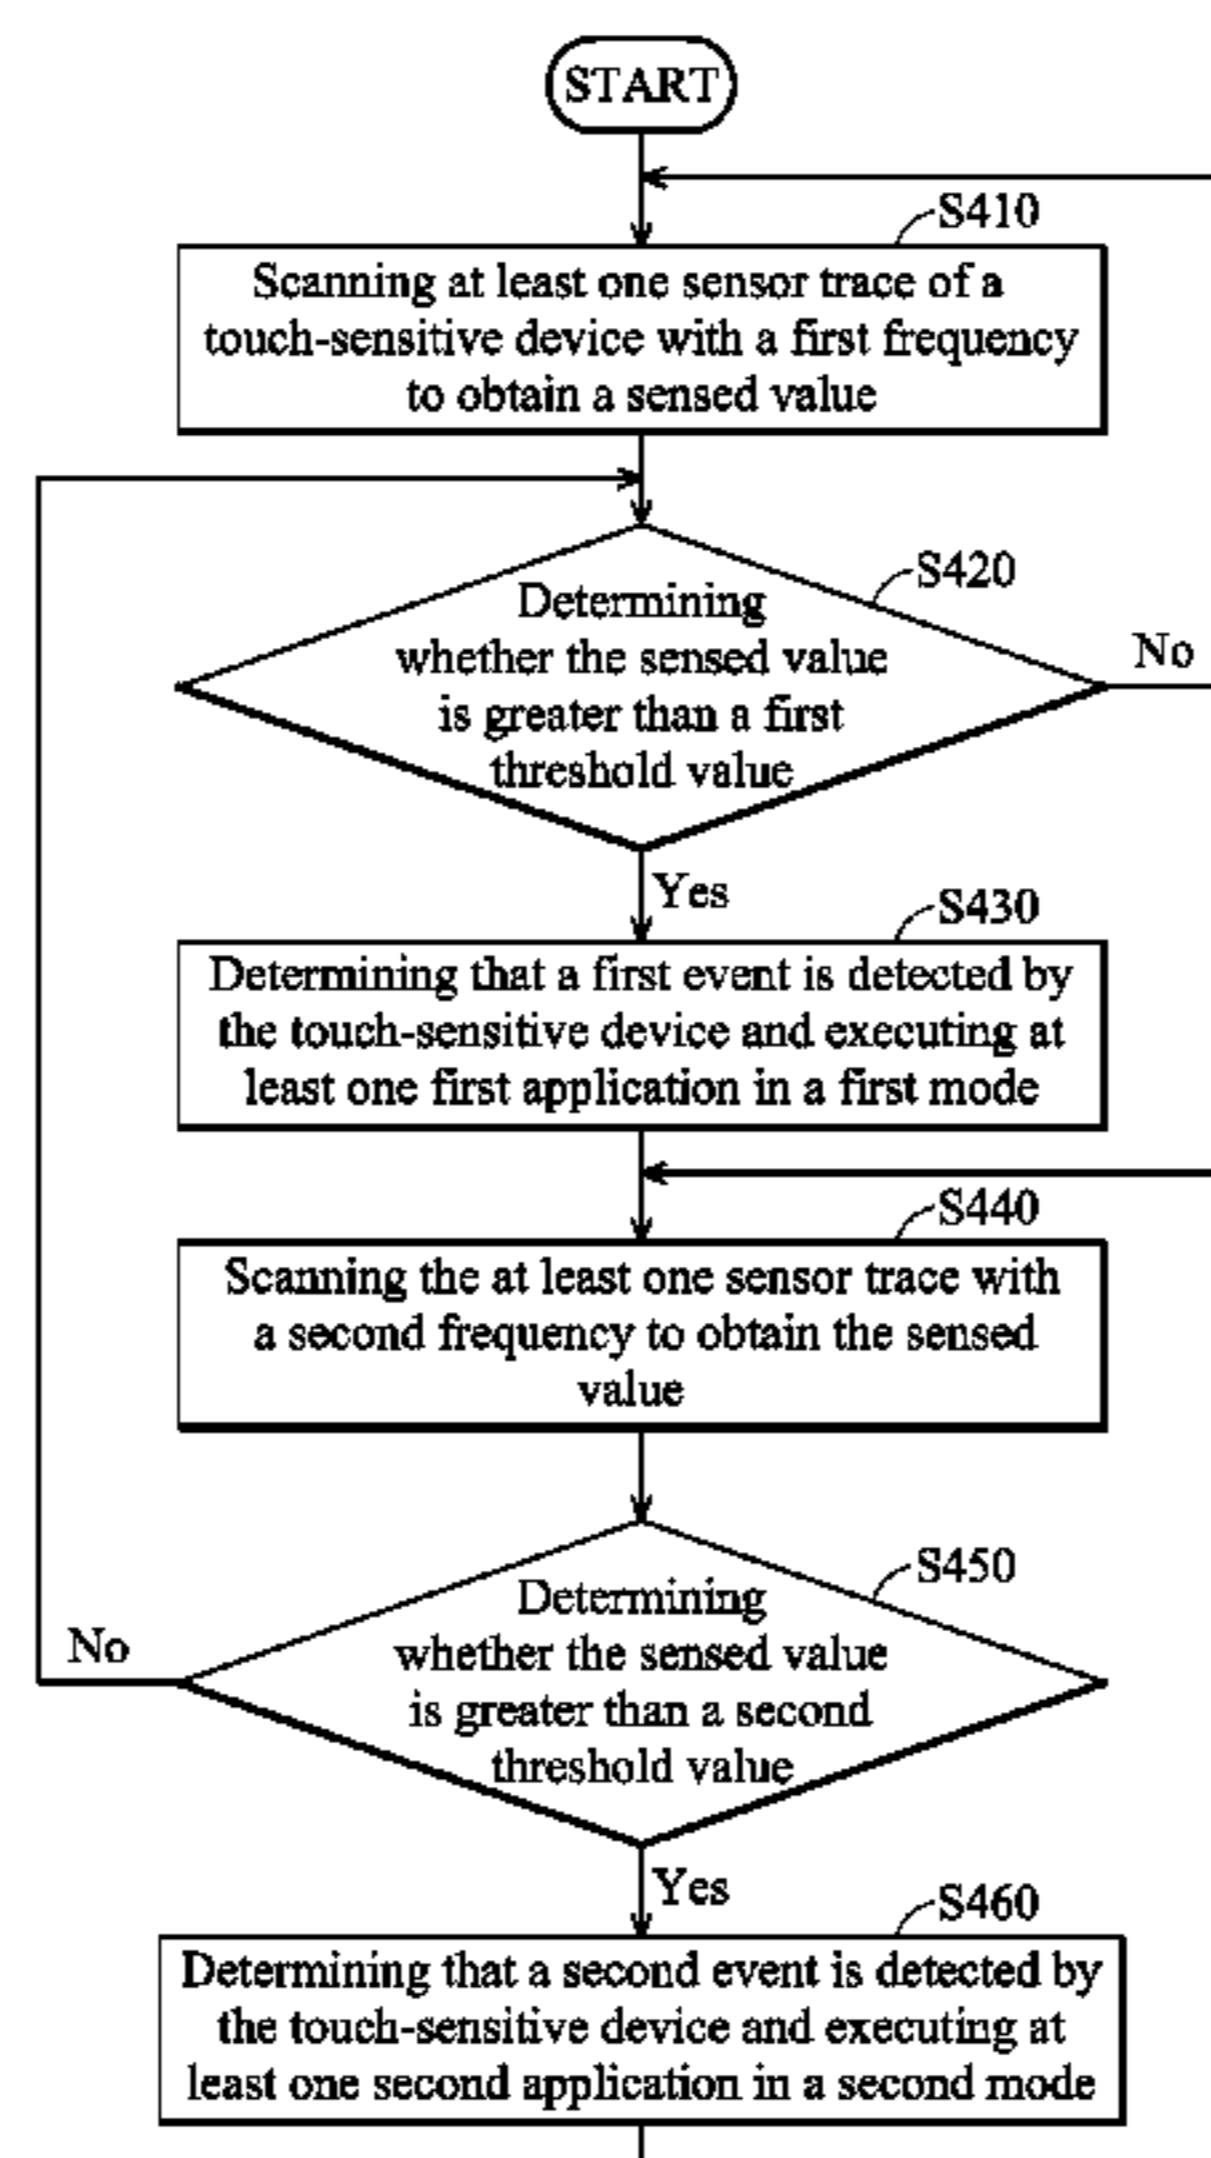 START
S410
Scanning at least one sensor trace of a
touch-sensitive device with a first frequency
to obtain a sensed value
S420
Determining
whether the sensed value
is greater than a first
threshold value
No
Yes
S430
Determining that a first event is detected by
the touch-sensitive device and executing at
least one first application in a first mode
S440
Scanning the at least one sensor trace with
a second frequency to obtain the sensed
value
S450
Determining
whether the sensed value
is greater than a second
threshold value
No
Yes
S460
Determining that a second event is detected by
the touch-sensitive device and executing at
least one second application in a second mode